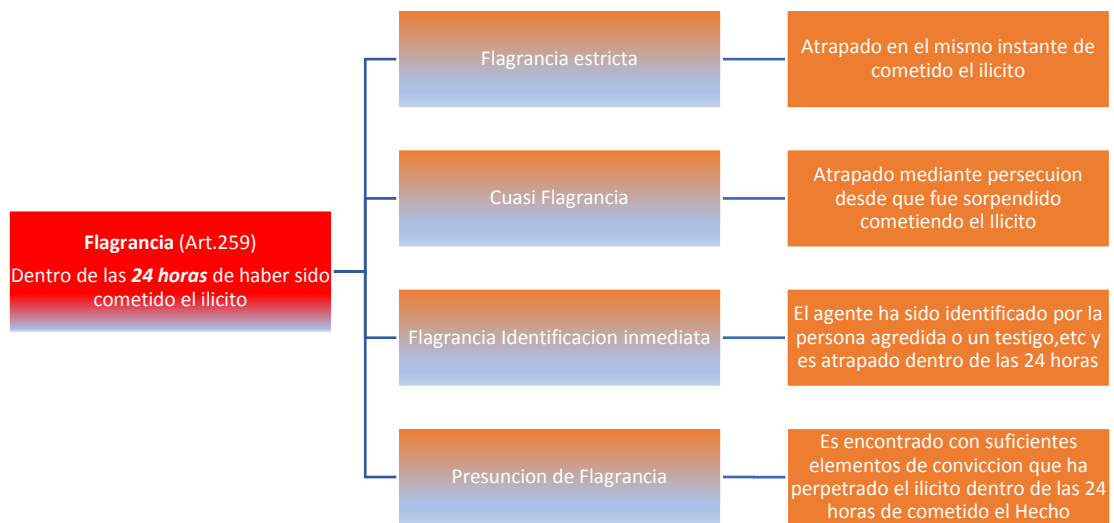 Flagrancia (Art.259)
Dentro de las 24 horas de haber sido
cometido el ilicito
Flagrancia estricta
Atrapado en el mismo instante de
cometido el ilicito
Cuasi Flagrancia
Atrapado mediante persecuion
desde que fue sorpendido
cometiendo el Ilicito
Flagrancia Identificacion inmediata
El agente ha sido identificado por la
persona agredida o un testigo,etc y
es atrapado dentro de las 24 horas
Presuncion de Flagrancia
Es encontrado con suficientes
elementos de conviccion que ha
perpetrado el ilicito dentro de las 24
horas de cometido el Hecho